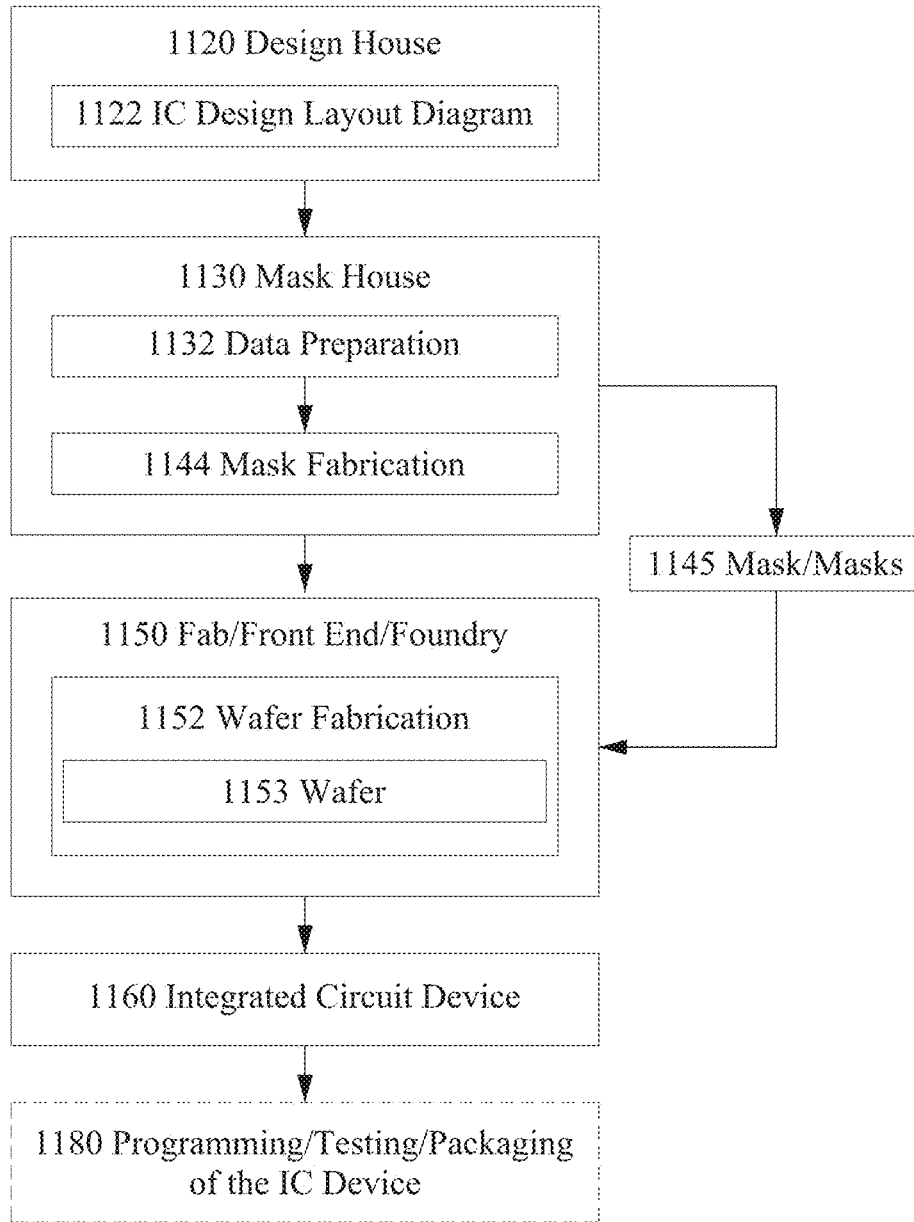 1120 Design House
1122 IC Design Layout Diagram
1130 Mask House
1132 Data Preparation
1144 Mask Fabrication
1145 Mask/Masks
1150 Fab/Front End/Foundry
1152 Wafer Fabrication
1153 Wafer
1160 Integrated Circuit Device
1180 Programming/Testing/Packaging
of the IC Device